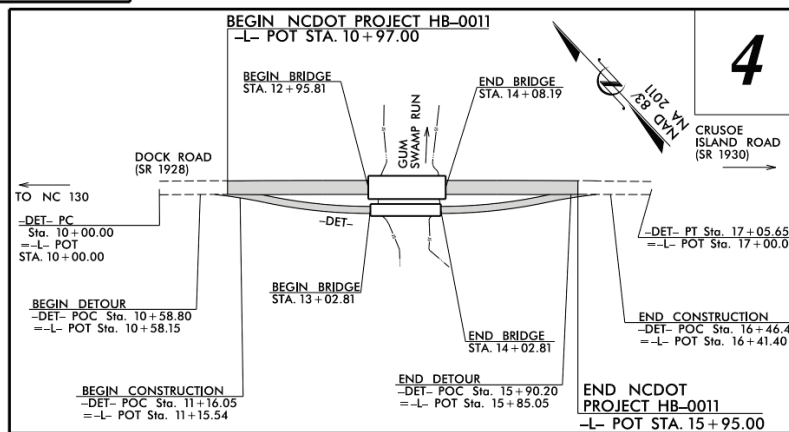 BEGIN NCDOT PROJECT HB-0011
-L- POT STA. 10+97.00
4
NAD 83/
NA 2011
BEGIN BRIDGE
STA. 12+95.81
END BRIDGE
STA. 14+08.19
GUM
SWAMP RUN
CRUSOE
ISLAND ROAD
(SR 1930)
DOCK ROAD
(SR 1928)
TO NC 130
-DET- PC
Sta. 10+00.00
=-L- POT
STA. 10+00.00
-DET-
-DET- PT Sta. 17+05.65
=-L- POT Sta. 17+00.0
BEGIN BRIDGE
STA. 13+02.81
BEGIN DETOUR
-DET- POC Sta. 10+58.80
=-L- POT Sta. 10+58.15
END CONSTRUCTION
-DET- POC Sta. 16+46.4
=-L- POT Sta. 16+41.40
END BRIDGE
STA. 14+02.81
BEGIN CONSTRUCTION
-DET- POC Sta. 11+16.05
=-L- POT Sta. 11+15.54
END DETOUR
-DET- POC Sta. 15+90.20
=-L- POT Sta. 15+85.05
END NCDOT
PROJECT HB-0011
-L- POT STA. 15+95.00